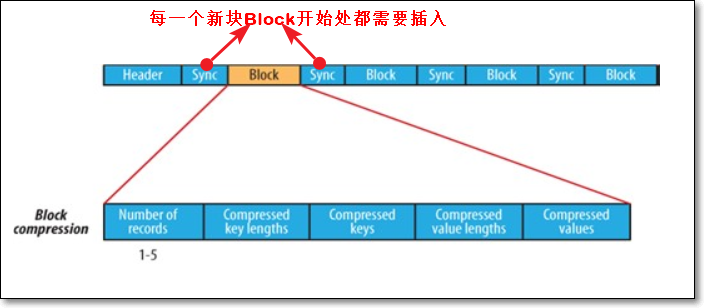 每一个新块Block开始处都需要插入
Header Sync Block Sync Block Sync Block Sync Block
Block compression
Number of records Compressed key lengths Compressed keys Compressed value lengths Compressed values
1-5